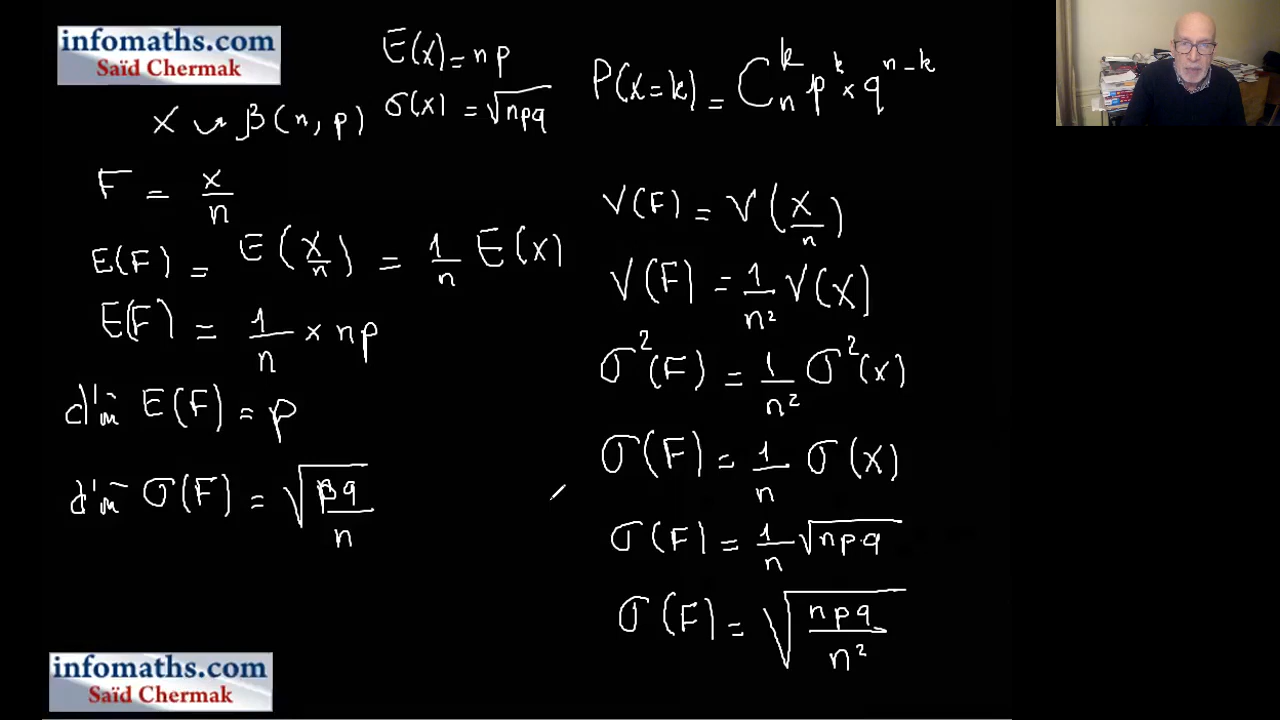 infomaths.com
Saïd Chermak
E(x) = np
σ(x) = √npq
P(x=k) = C_n^k p^k × q^{n-k}
X ↝ β(n, p)
F = x/n
E(F) = E(x/n) = 1/n E(x)
E(F) = 1/n × np
d'où E(F) = p
d'où σ(F) = √(pq/n)
V(F) = V(x/n)
V(F) = 1/n² V(x)
σ²(F) = 1/n² σ²(x)
σ(F) = 1/n σ(x)
σ(F) = 1/n √npq
σ(F) = √(npq/n²)
infomaths.com
Saïd Chermak